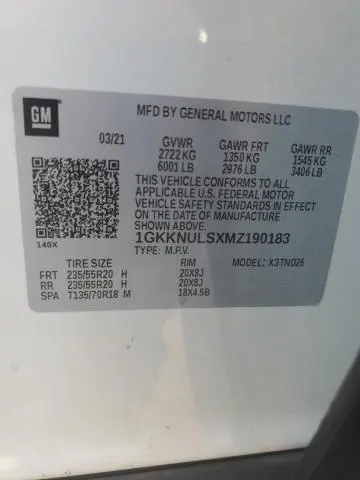 GM
MFD BY GENERAL MOTORS LLC
03/21 GVWR GAWR FRT GAWR RR
2722 KG 1350 KG 1545 KG
6001 LB 2976 LB 3406 LB
THIS VEHICLE CONFORMS TO ALL
APPLICABLE U.S. FEDERAL MOTOR
VEHICLE SAFETY AND THEFT PREVENTION
STANDARDS IN EFFECT ON THE DATE OF
MANUFACTURE SHOWN ABOVE.
1GKKNULSXMZ190183
TYPE: M.P.V.
140X
TIRE SIZE RIM MODEL: X3TND26
FRT 235/55R20 H 20X8J
RR 235/55R20 H 20X8J
SPA T135/70R18 M 18X4.5B